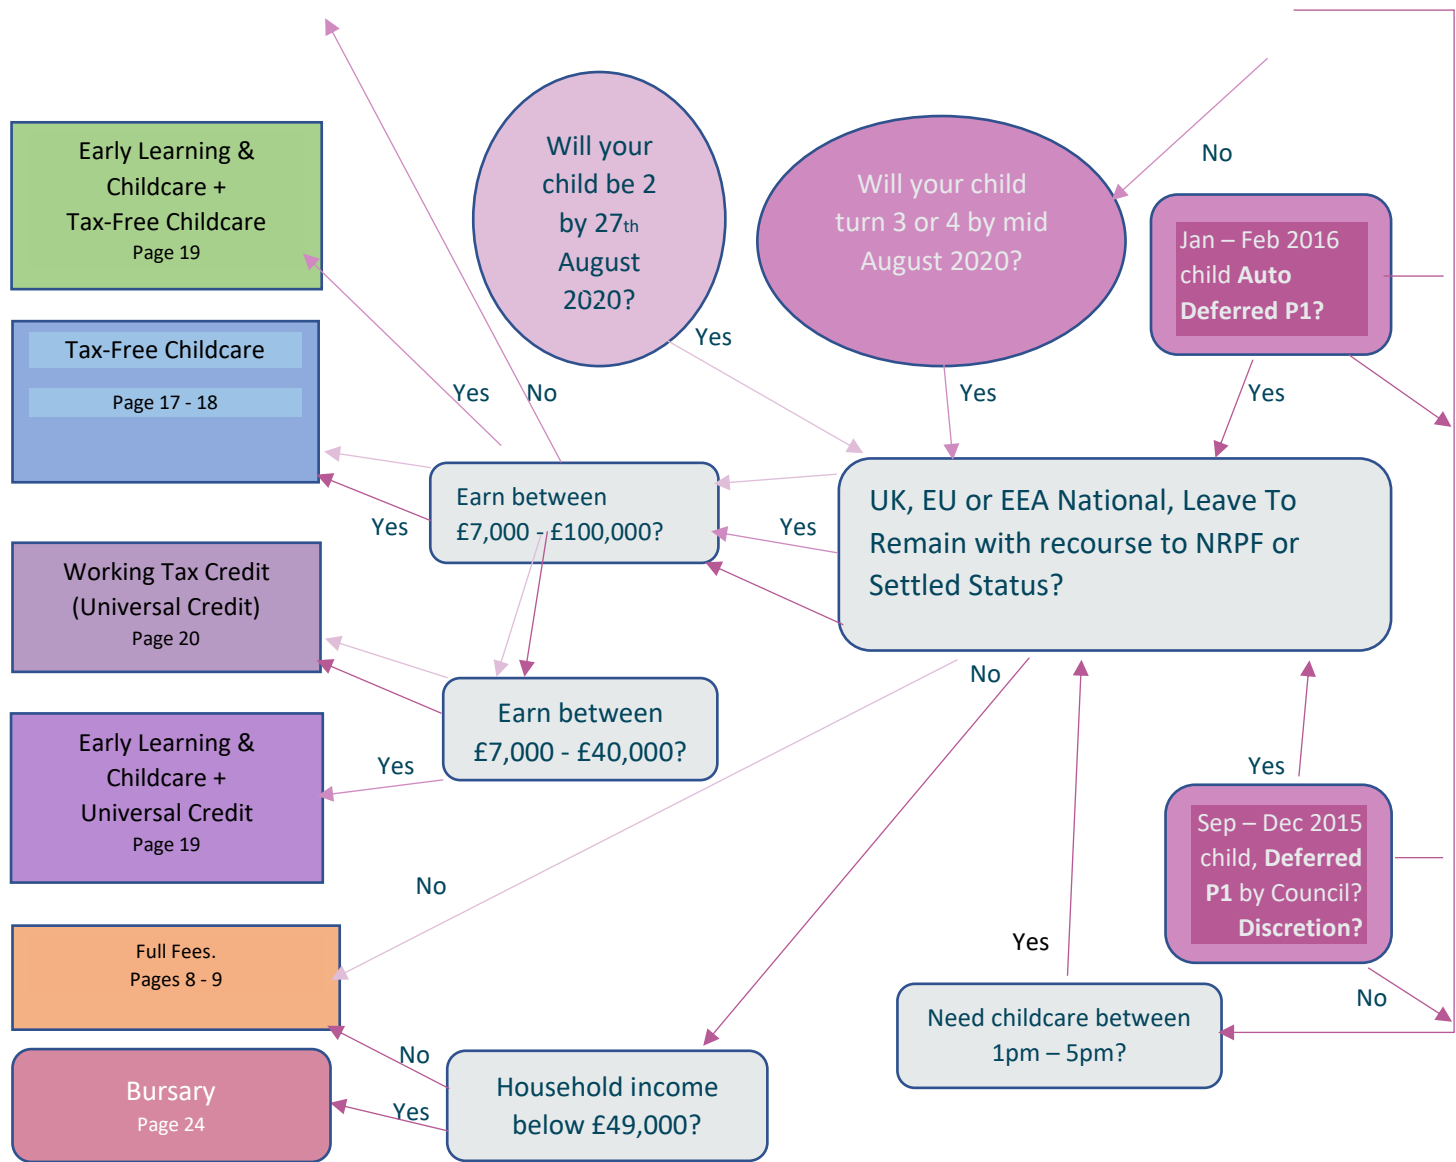 Early Learning &
Childcare +
Tax-Free Childcare
Page 19
Will your
child be 2
by 27th
August
2020?
Will your child
turn 3 or 4 by mid
August 2020?
No
Jan – Feb 2016
child Auto
Deferred P1?
Tax-Free Childcare
Page 17 - 18
Yes
No
Yes
Yes
Yes
Earn between
£7,000 - £100,000?
Yes
Yes
UK, EU or EEA National, Leave To
Remain with recourse to NRPF or
Settled Status?
Working Tax Credit
(Universal Credit)
Page 20
Earn between
£7,000 - £40,000?
No
Early Learning &
Childcare +
Universal Credit
Page 19
Yes
Yes
Sep – Dec 2015
child, Deferred
P1 by Council?
Discretion?
No
Full Fees.
Pages 8 - 9
Yes
No
Need childcare between
1pm – 5pm?
Bursary
Page 24
No
Yes
Household income
below £49,000?